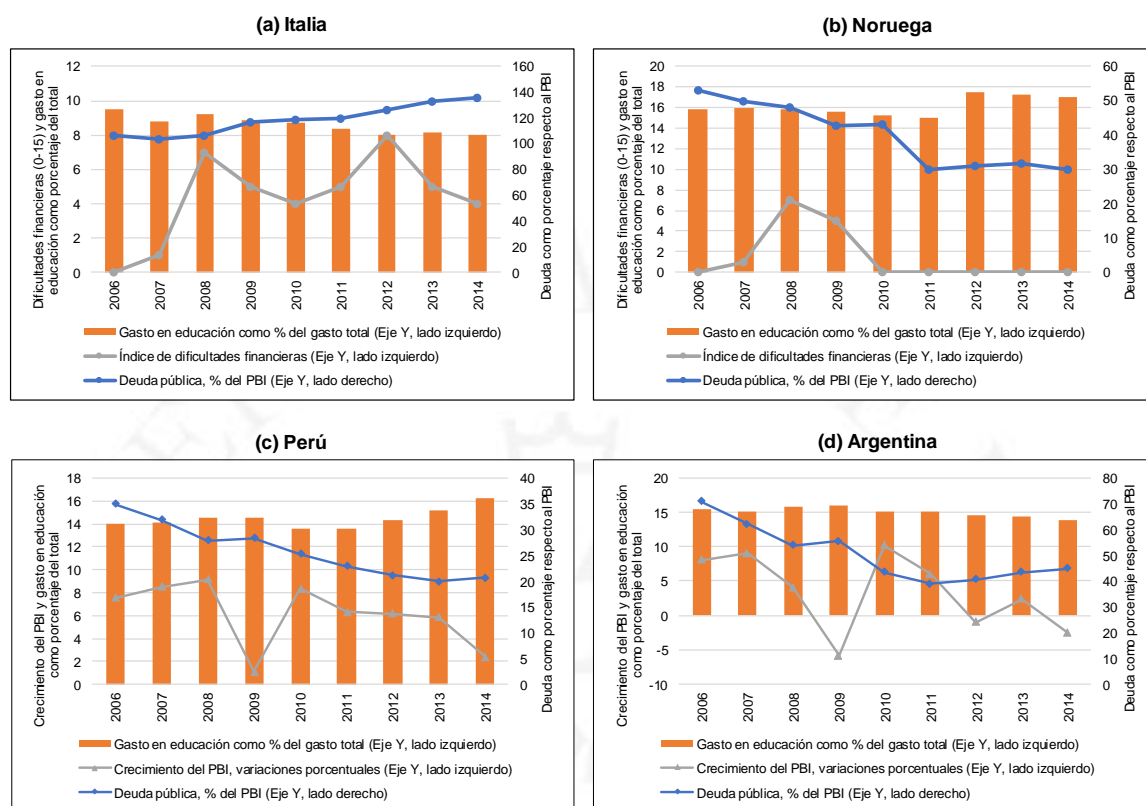 (a) Italia
Dificultades financieras (0-15) y gasto en
educación como porcentaje del total
12
10
8
6
4
2
0
160
140
120
100
80
60
40
20
0
Deuda como porcentaje respecto al PBI
2006 2007 2008 2009 2010 2011 2012 2013 2014
Gasto en educación como % del gasto total (Eje Y, lado izquierdo)
Índice de dificultades financieras (Eje Y, lado izquierdo)
Deuda pública, % del PBI (Eje Y, lado derecho)
(b) Noruega
Dificultades financieras (0-15) y gasto en
educación como porcentaje del total
20
18
16
14
12
10
8
6
4
2
0
60
50
40
30
20
10
0
Deuda como porcentaje respecto al PBI
2006 2007 2008 2009 2010 2011 2012 2013 2014
Gasto en educación como % del gasto total (Eje Y, lado izquierdo)
Índice de dificultades financieras (Eje Y, lado izquierdo)
Deuda pública, % del PBI (Eje Y, lado derecho)
(c) Perú
Crecimiento del PBI y gasto en educación
como porcentaje del total
18
16
14
12
10
8
6
4
2
0
40
35
30
25
20
15
10
5
0
Deuda como porcentaje respecto al PBI
2006 2007 2008 2009 2010 2011 2012 2013 2014
Gasto en educación como % del gasto total (Eje Y, lado izquierdo)
Crecimiento del PBI, variaciones porcentuales (Eje Y, lado izquierdo)
Deuda pública, % del PBI (Eje Y, lado derecho)
(d) Argentina
Crecimiento del PBI y gasto en educación
como porcentaje del total
20
15
10
5
0
-5
-10
80
70
60
50
40
30
20
10
0
Deuda como porcentaje respecto al PBI
2006 2007 2008 2009 2010 2011 2012 2013 2014
Gasto en educación como % del gasto total (Eje Y, lado izquierdo)
Crecimiento del PBI, variaciones porcentuales (Eje Y, lado izquierdo)
Deuda pública, % del PBI (Eje Y, lado derecho)